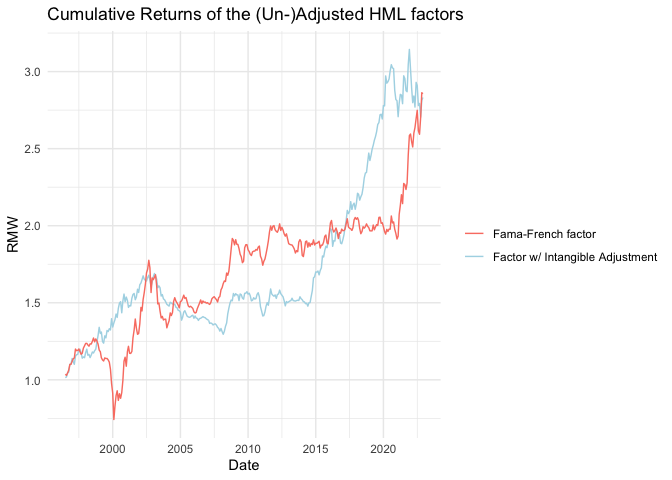 Cumulative Returns of the (Un-)Adjusted HML factors
3.0
2.5
2.0
1.5
1.0
RMW
2000
2005
2010
2015
2020
Date
Fama-French factor
Factor w/ Intangible Adjustment